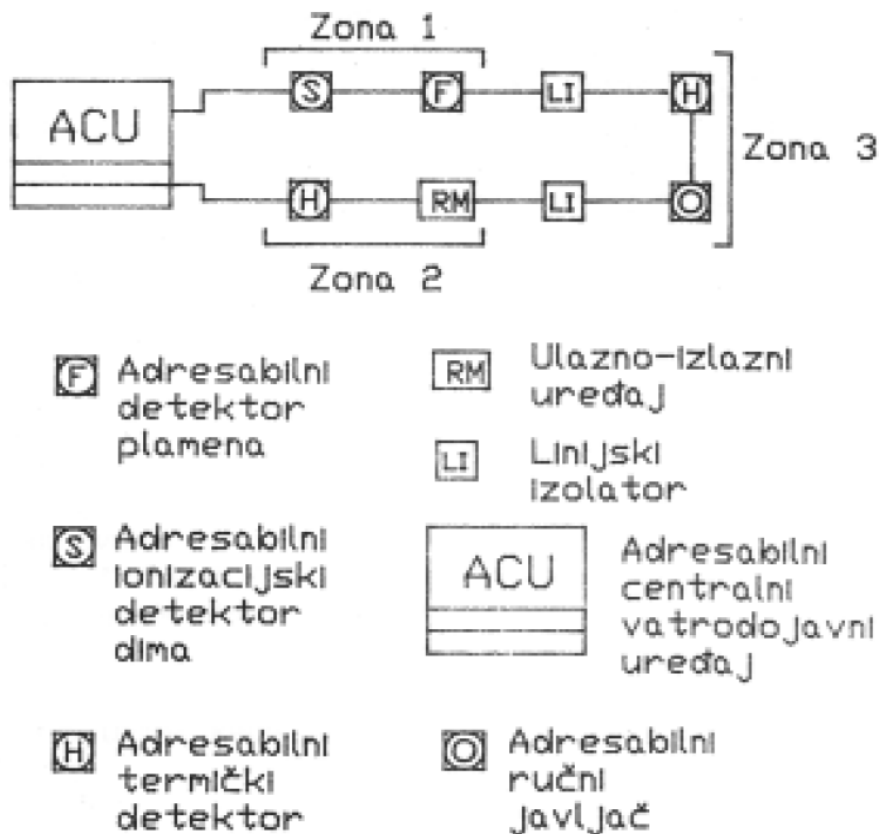 Zona 1
ACU
S
F
LI
H
Zona 3
H
RM
LI
O
Zona 2
F
Adresabilni
detektor
plamena
RM
Ulazno-izlazni
uređaj
LI
Linijski
izolator
S
Adresabilni
ionizacijski
detektor
dima
ACU
Adresabilni
centralni
vatrodojavni
uređaj
H
Adresabilni
termički
detektor
O
Adresabilni
ručni
javljač